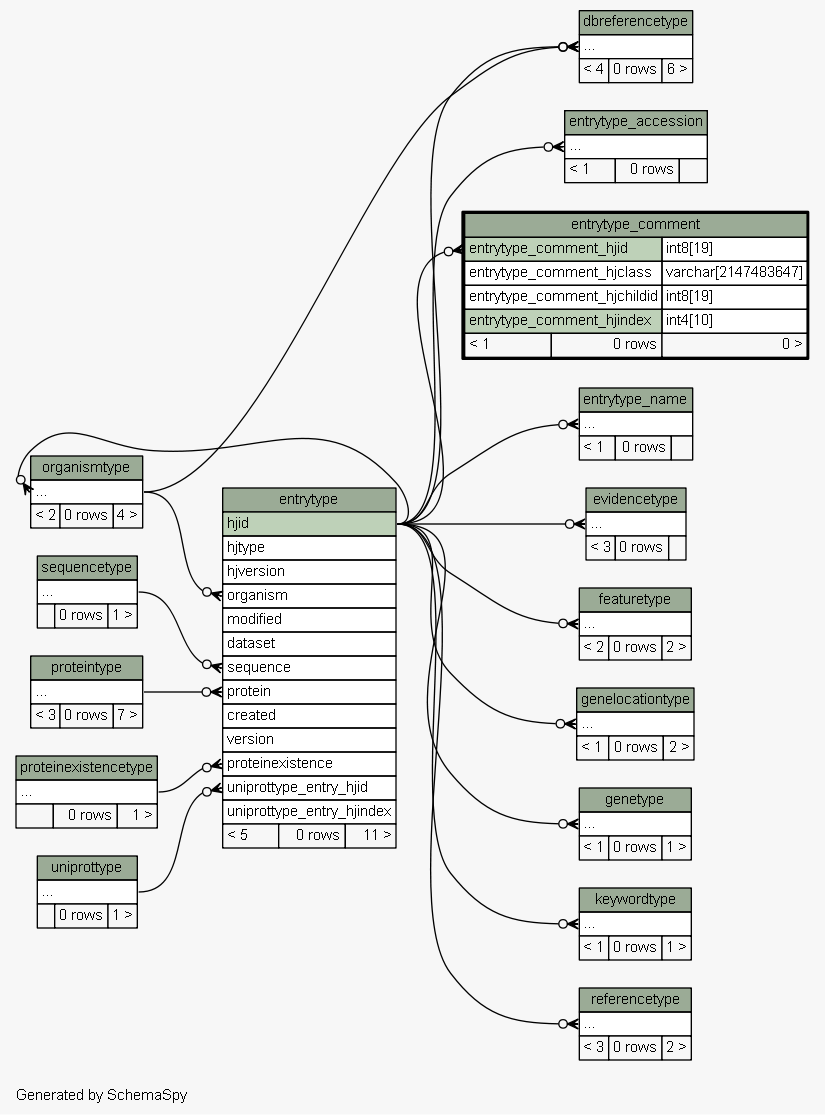 dbreferencetype
...
< 4 0 rows 6 >
entrytype_accession
...
< 1 0 rows
entrytype_comment
entrytype_comment_hjid int8[19]
entrytype_comment_hjclass varchar[2147483647]
entrytype_comment_hjchildid int8[19]
entrytype_comment_hjindex int4[10]
< 1 0 rows 0 >
entrytype_name
...
< 1 0 rows
organismtype
...
< 2 0 rows 4 >
sequencetype
...
0 rows 1 >
proteintype
...
< 3 0 rows 7 >
proteinexistencetype
...
0 rows 1 >
uniprottype
...
0 rows 1 >
entrytype
hjid
hjtype
hjversion
organism
modified
dataset
sequence
protein
created
version
proteinexistence
uniprottype_entry_hjid
uniprottype_entry_hjindex
< 5 0 rows 11 >
evidencetype
...
< 3 0 rows
featuretype
...
< 2 0 rows 2 >
genelocationtype
...
< 1 0 rows 2 >
genetype
...
< 1 0 rows 1 >
keywordtype
...
< 1 0 rows 1 >
referencetype
...
< 3 0 rows 2 >
Generated by SchemaSpy